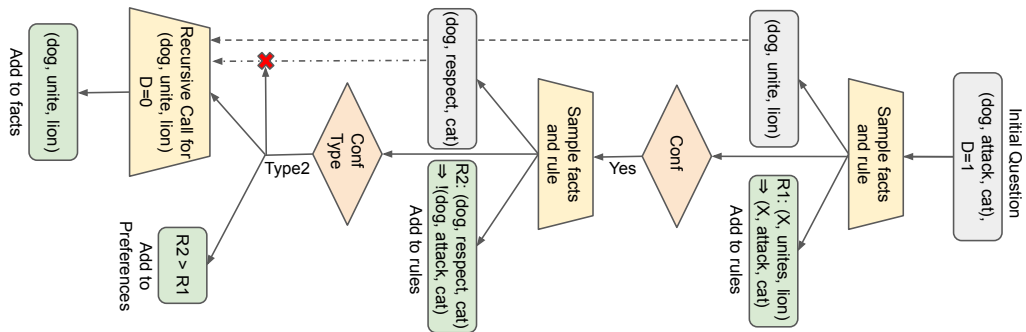 Initial Question
(dog, attack, cat),
D=1
Sample facts
and rule
(dog, unite, lion)
R1: (X, unites, lion)
⇒ (X, attack, cat)
Add to rules
Conf
Yes
Sample facts
and rule
(dog, respect, cat)
R2: (dog, respect, cat)
⇒ !(dog, attack, cat)
Add to rules
Conf
Type
Type2
Recursive Call for
(dog, unite, lion)
D=0
R2 > R1
Add to
Preferences
(dog, unite, lion)
Add to facts